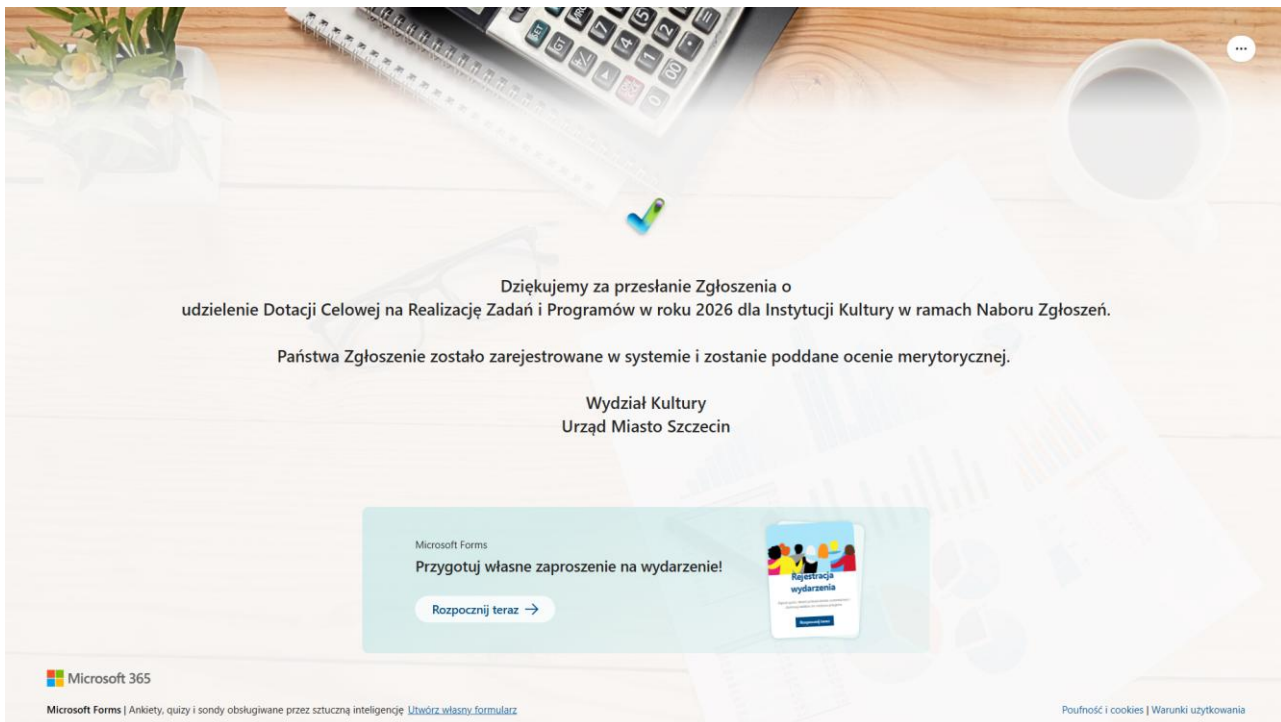 Dziękujemy za przesłanie Zgłoszenia o
udzielenie Dotacji Celowej na Realizację Zadań i Programów w roku 2026 dla Instytucji Kultury w ramach Naboru Zgłoszeń.
Państwa Zgłoszenie zostało zarejestrowane w systemie i zostanie poddane ocenie merytorycznej.
Wydział Kultury
Urząd Miasto Szczecin
Microsoft Forms
Przygotuj własne zaproszenie na wydarzenie!
Rozpocznij teraz →
Rejestracja
wydarzenia
Rozpocznij teraz
Microsoft 365
Microsoft Forms | Ankiety, quizy i sondy obsługiwane przez sztuczną inteligencję Utwórz własny formularz
Poufność i cookies | Warunki użytkowania